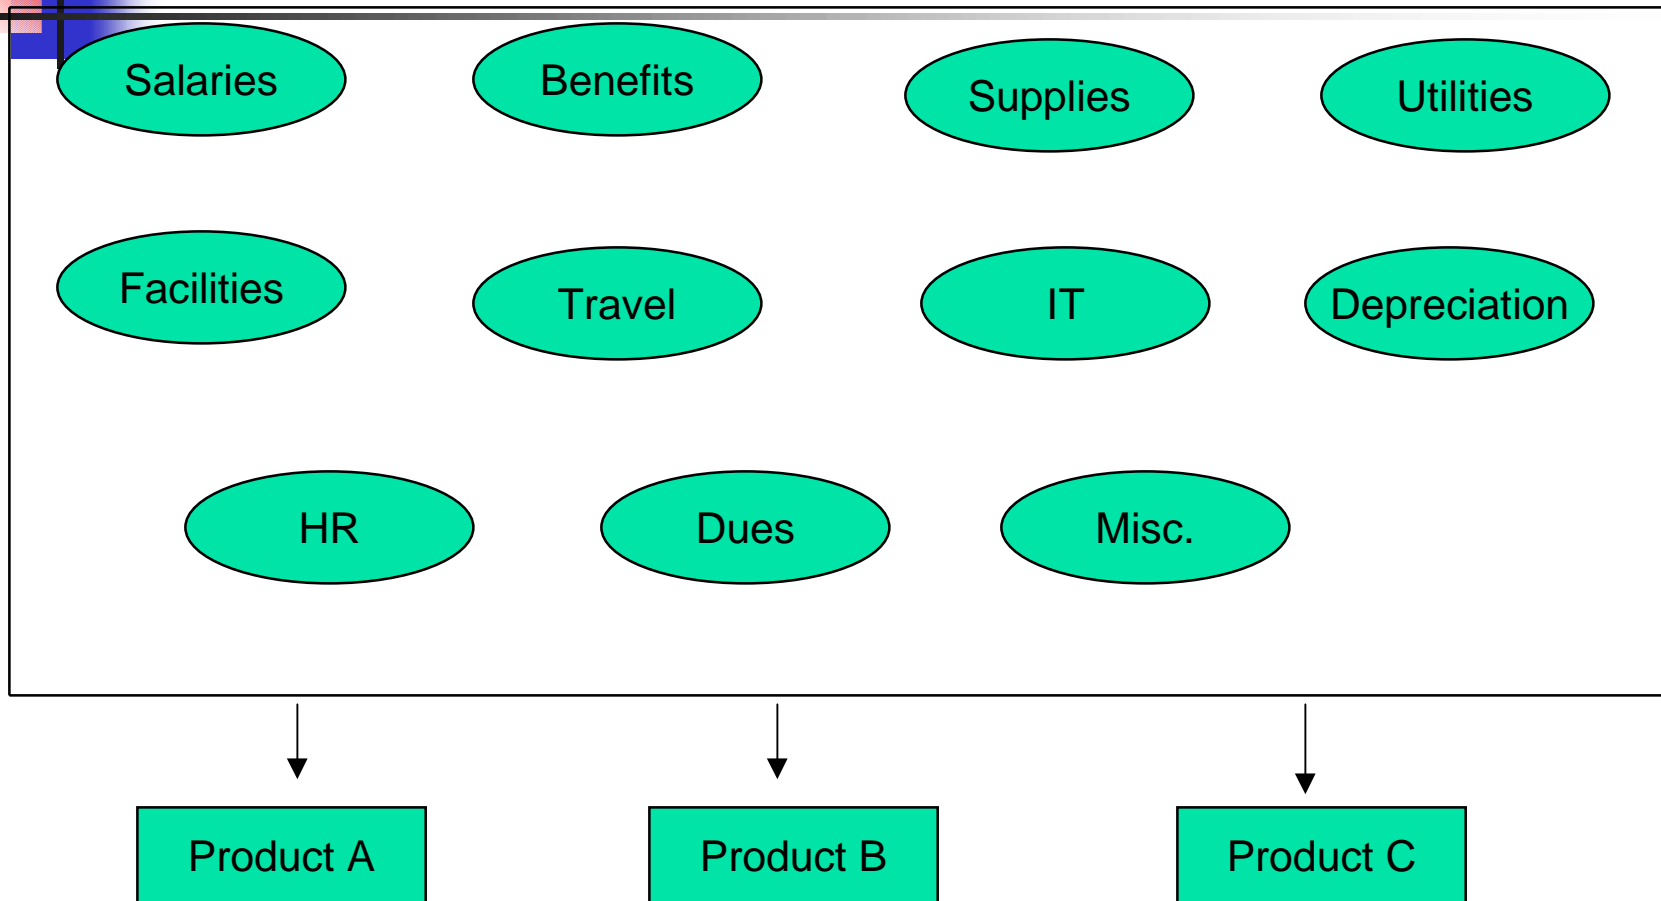 Salaries
Benefits
Supplies
Utilities
Facilities
Travel
IT
Depreciation
HR
Dues
Misc.
Product A
Product B
Product C